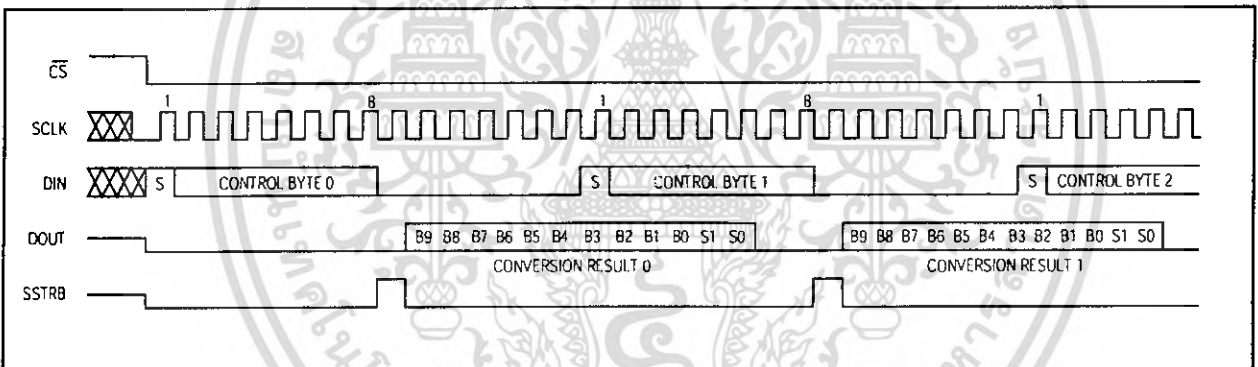 CS
1 8 1 8 1
SCLK
DIN S CONTROL BYTE 0 S CONTROL BYTE 1 S CONTROL BYTE 2
DOUT B9 B8 B7 B6 B5 B4 B3 B2 B1 B0 S1 S0 B9 B8 B7 B6 B5 B4 B3 B2 B1 B0 S1 S0
CONVERSION RESULT 0 CONVERSION RESULT 1
SSTRB